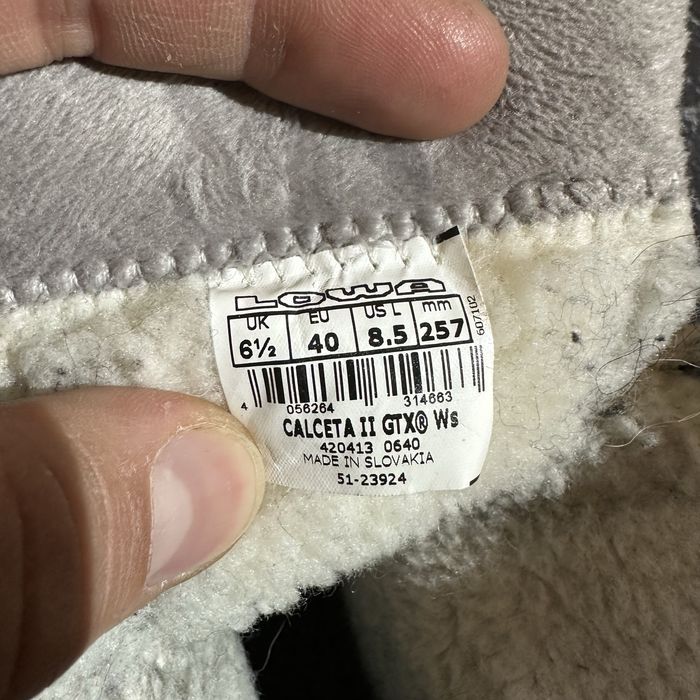 LOWA
UK EU US L mm
6½ 40 8.5 257
607102
4 056264 314663
CALCETA II GTX® Ws
420413 0640
MADE IN SLOVAKIA
51-23924